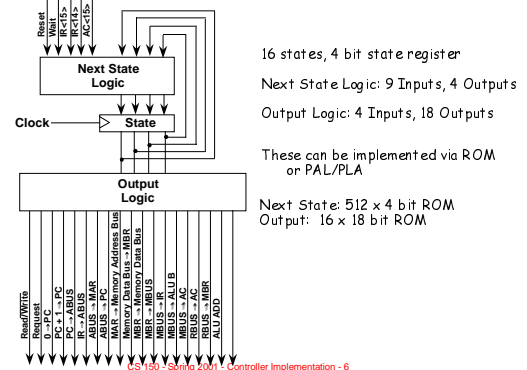 Reset
Wait
IR<15>
IR<14>
AC<15>
Next State
Logic
Clock
State
Output
Logic
16 states, 4 bit state register
Next State Logic: 9 Inputs, 4 Outputs
Output Logic: 4 Inputs, 18 Outputs
These can be implemented via ROM
or PAL/PLA
Next State: 512 x 4 bit ROM
Output: 16 x 18 bit ROM
Read/Write
Request
0→PC
PC + 1→PC
PC→ABUS
IR→ABUS
ABUS→MAR
ABUS→PC
MAR→Memory Address Bus
Memory Data Bus→MBR
MBR→Memory Data Bus
MBR→MBUS
MBUS→IR
MBUS→ALU B
MBUS→AC
RBUS→AC
RBUS→MBR
ALU ADD
CS 150 - Spring 2001 - Controller Implementation - 6